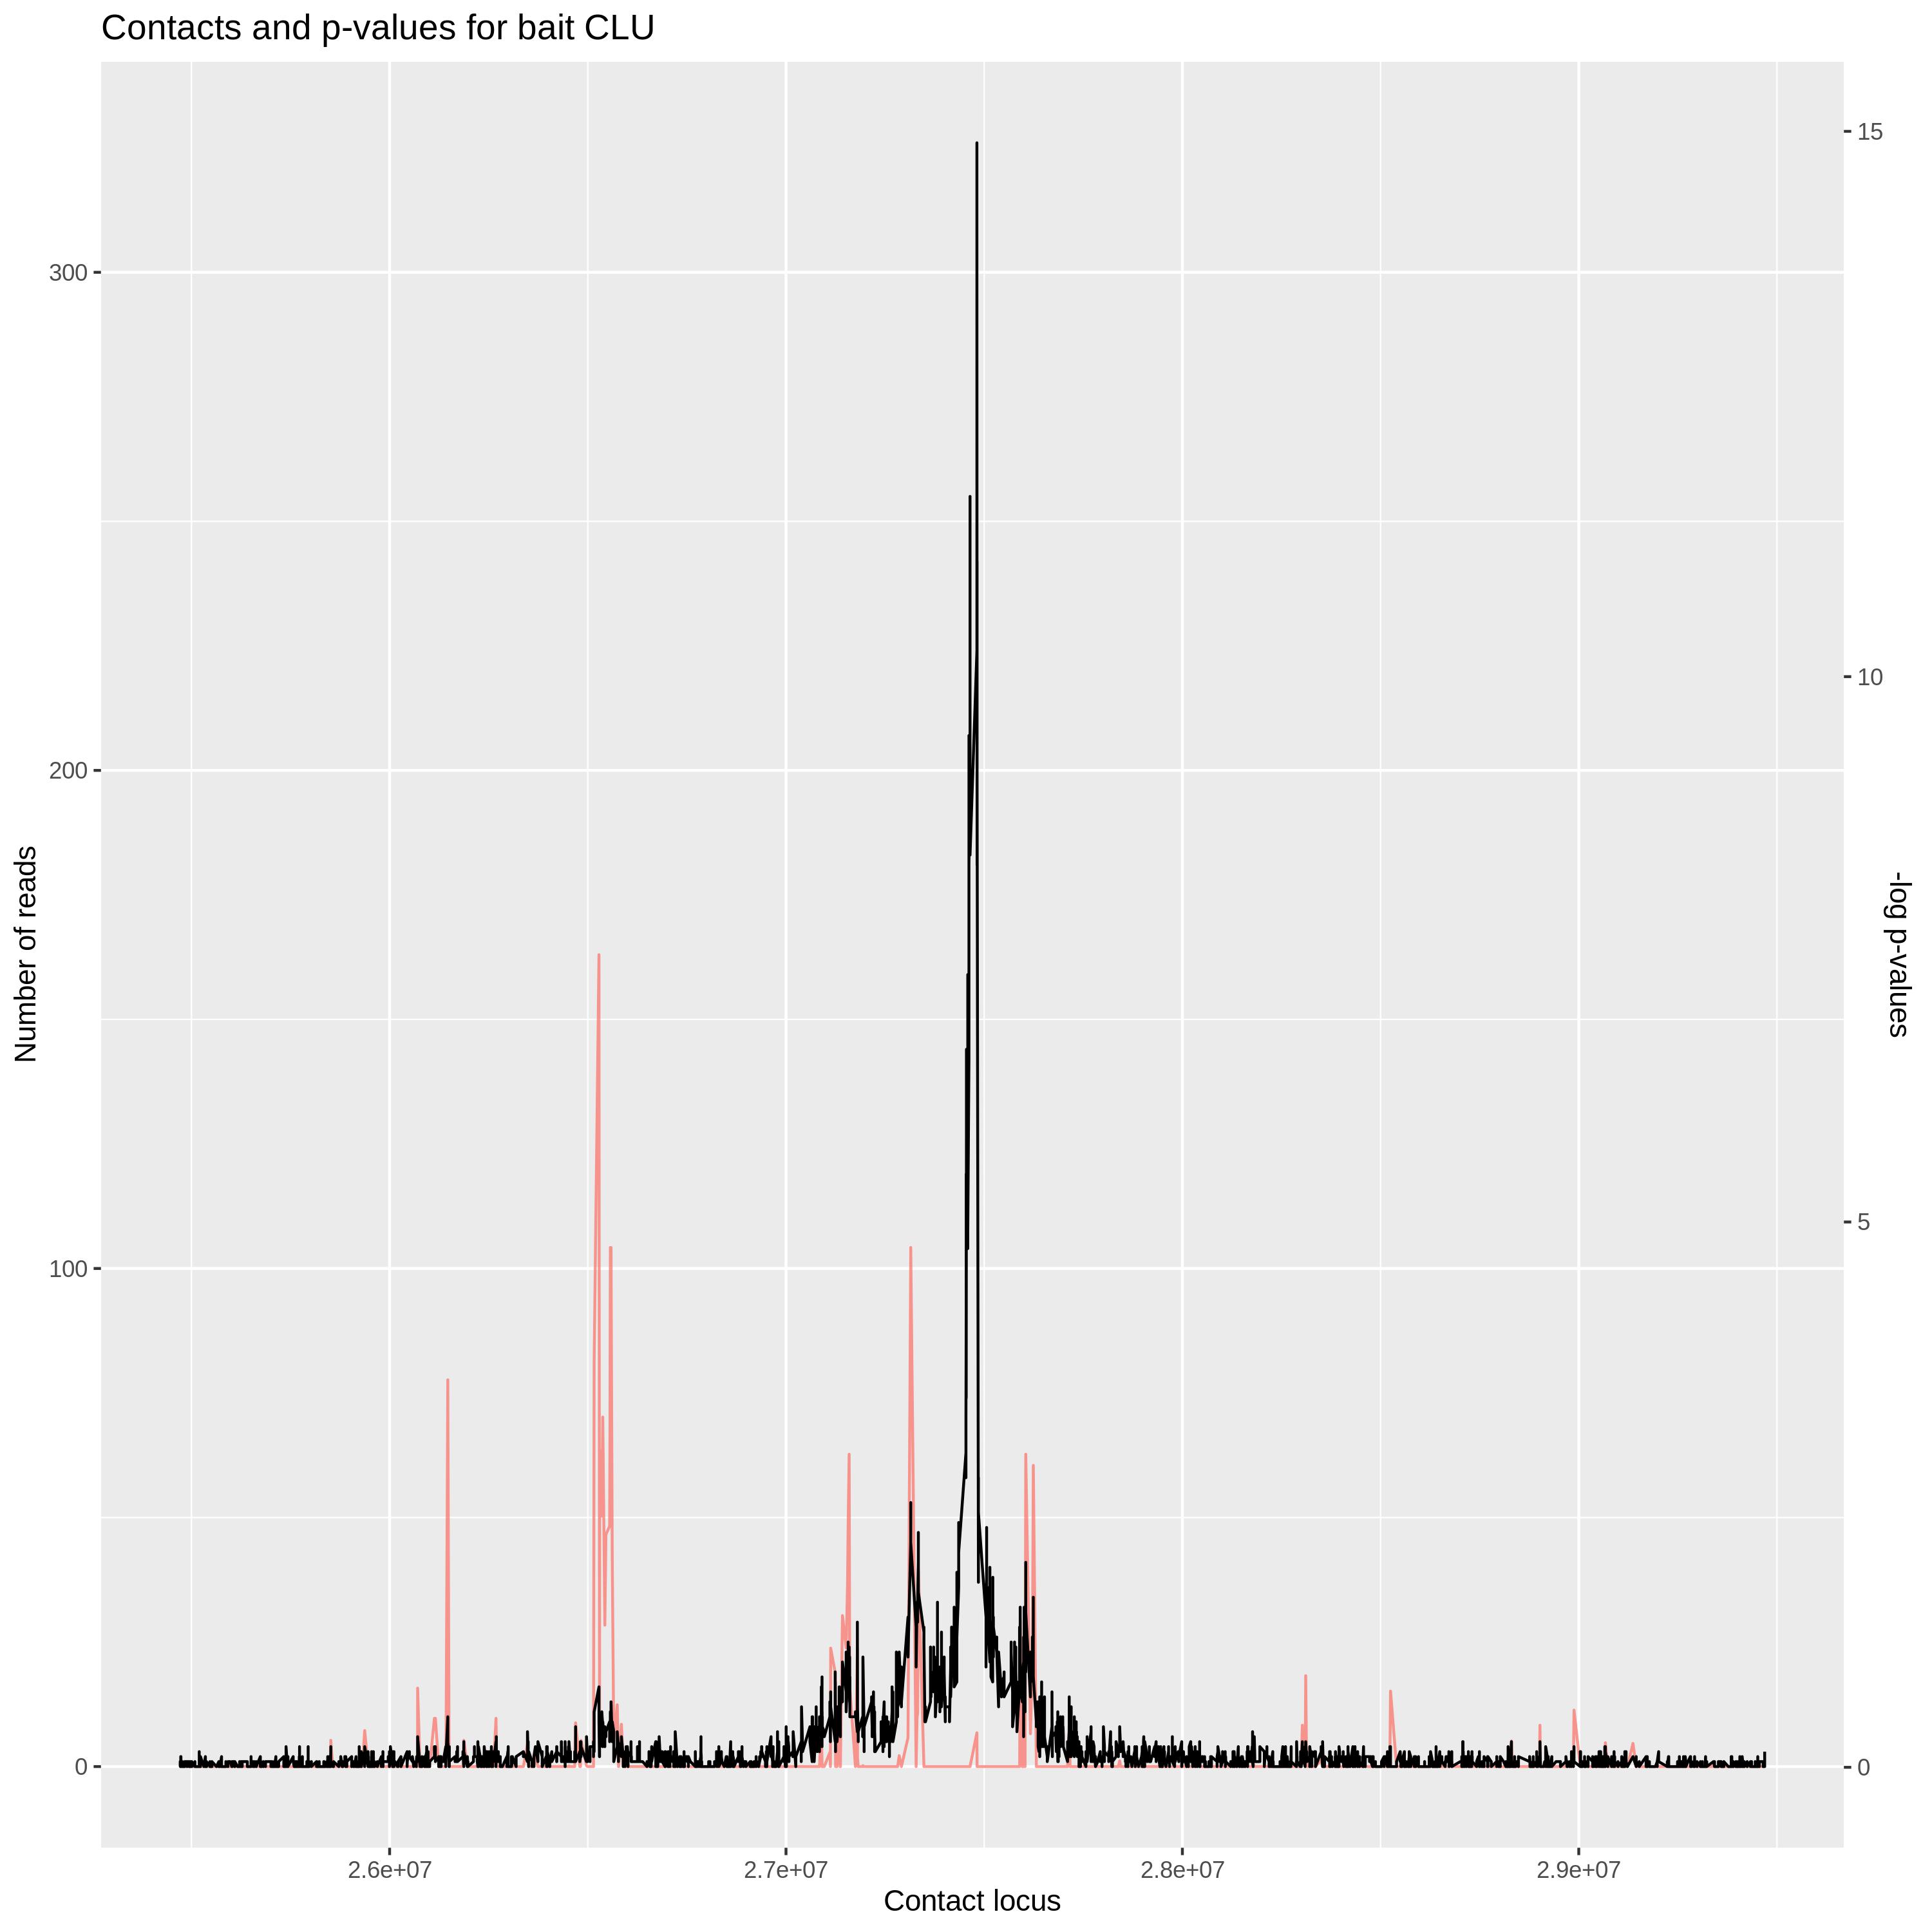 Contacts and p-values for bait CLU
300
200
100
0
Number of reads
15
10
5
0
-log p-values
2.6e+07 2.7e+07 2.8e+07 2.9e+07
Contact locus